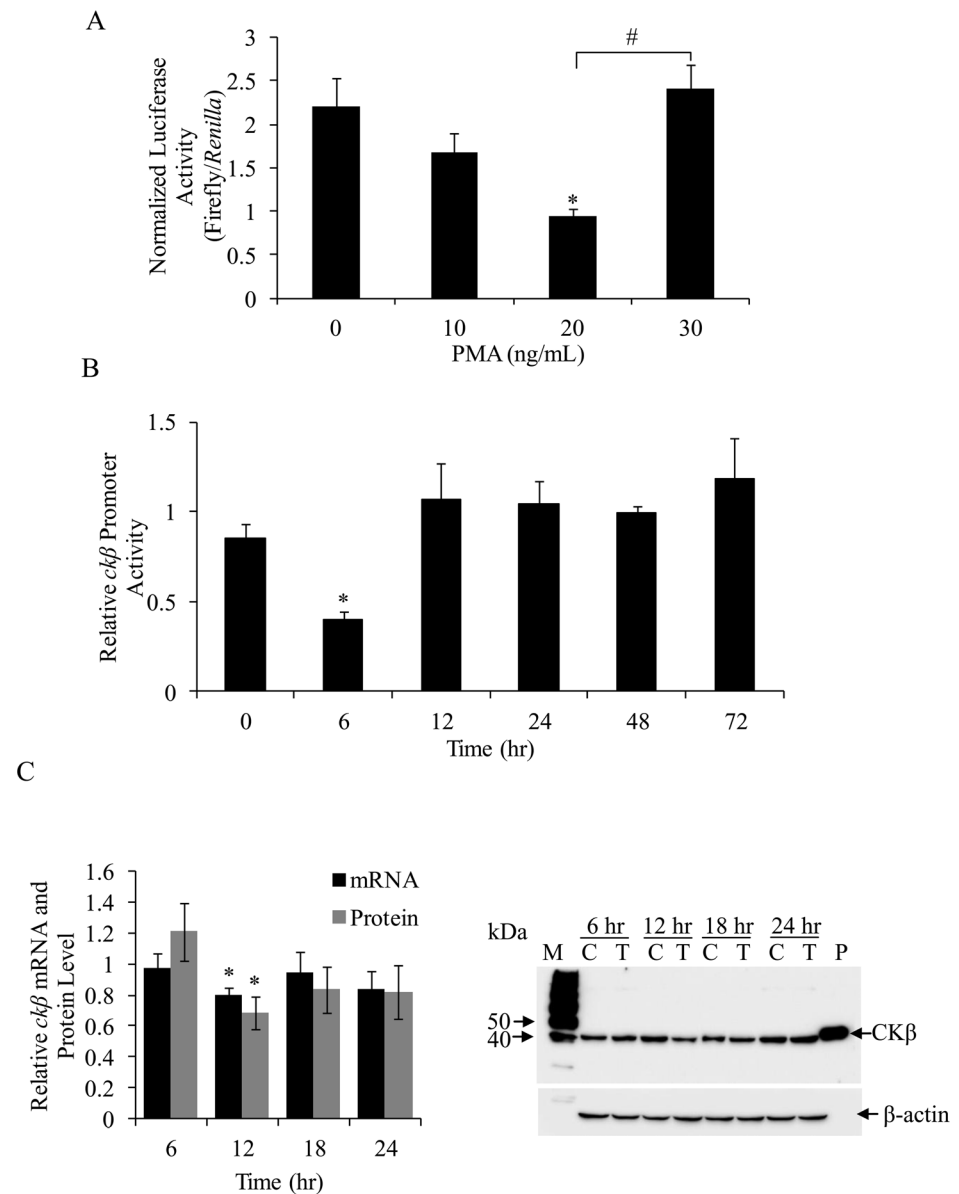 A
Normalized Luciferase
Activity
(Firefly/Renilla)
3
2.5
2
1.5
1
0.5
0
#
*
0 10 20 30
PMA (ng/mL)
B
Relative ckβ Promoter
Activity
1.5
1
0.5
0
*
0 6 12 24 48 72
Time (hr)
C
Relative ckβ mRNA and
Protein Level
1.6
1.4
1.2
1
0.8
0.6
0.4
0.2
0
mRNA
Protein
* *
6 12 18 24
Time (hr)
kDa
6 hr 12 hr 18 hr 24 hr
M C T C T C T C T P
50
40
CKβ
β-actin